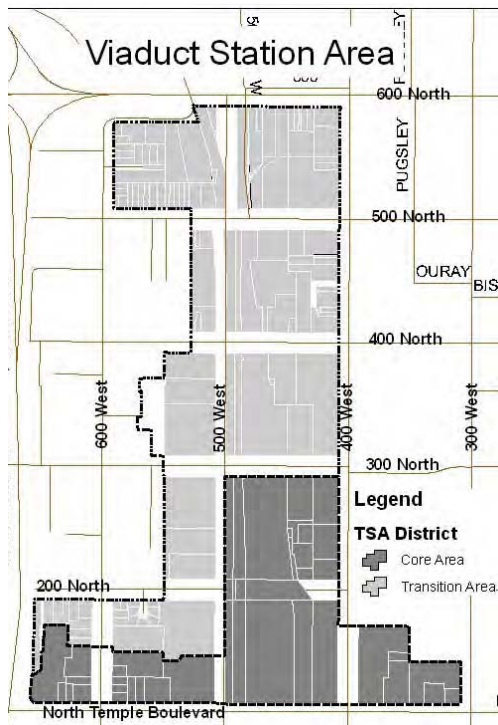 Viaduct Station Area
600 North
PUGSLEY
500 North
OURAY
BIS
400 North
600 West
500 West
400 West
300 West
300 North
Legend
TSA District
Core Area
Transition Area
200 North
North Temple Boulevard